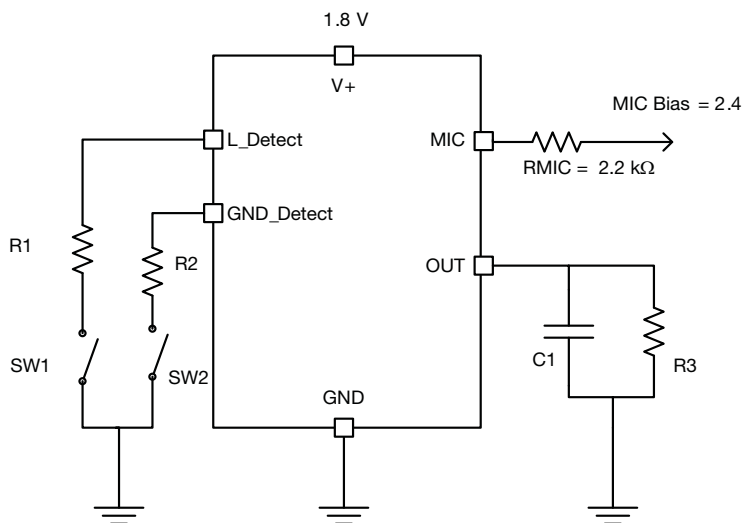 1.8 V
V+
MIC Bias = 2.4
L_Detect
MIC
RMIC = 2.2 kΩ
GND_Detect
R1
R2
OUT
SW1
SW2
C1
R3
GND